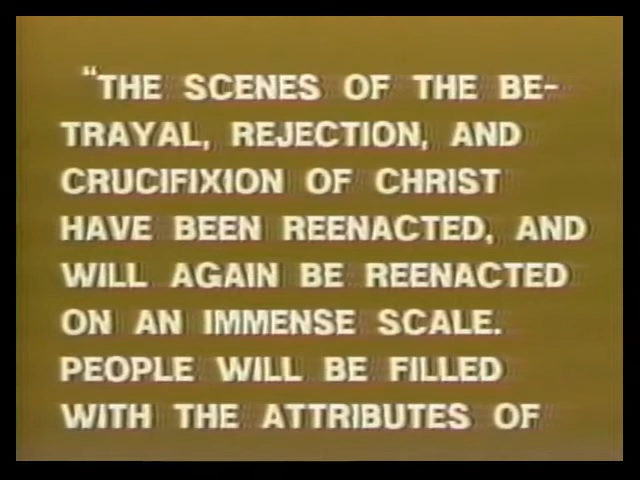 "THE SCENES OF THE BE-
TRAYAL, REJECTION, AND
CRUCIFIXION OF CHRIST
HAVE BEEN REENACTED, AND
WILL AGAIN BE REENACTED
ON AN IMMENSE SCALE.
PEOPLE WILL BE FILLED
WITH THE ATTRIBUTES OF